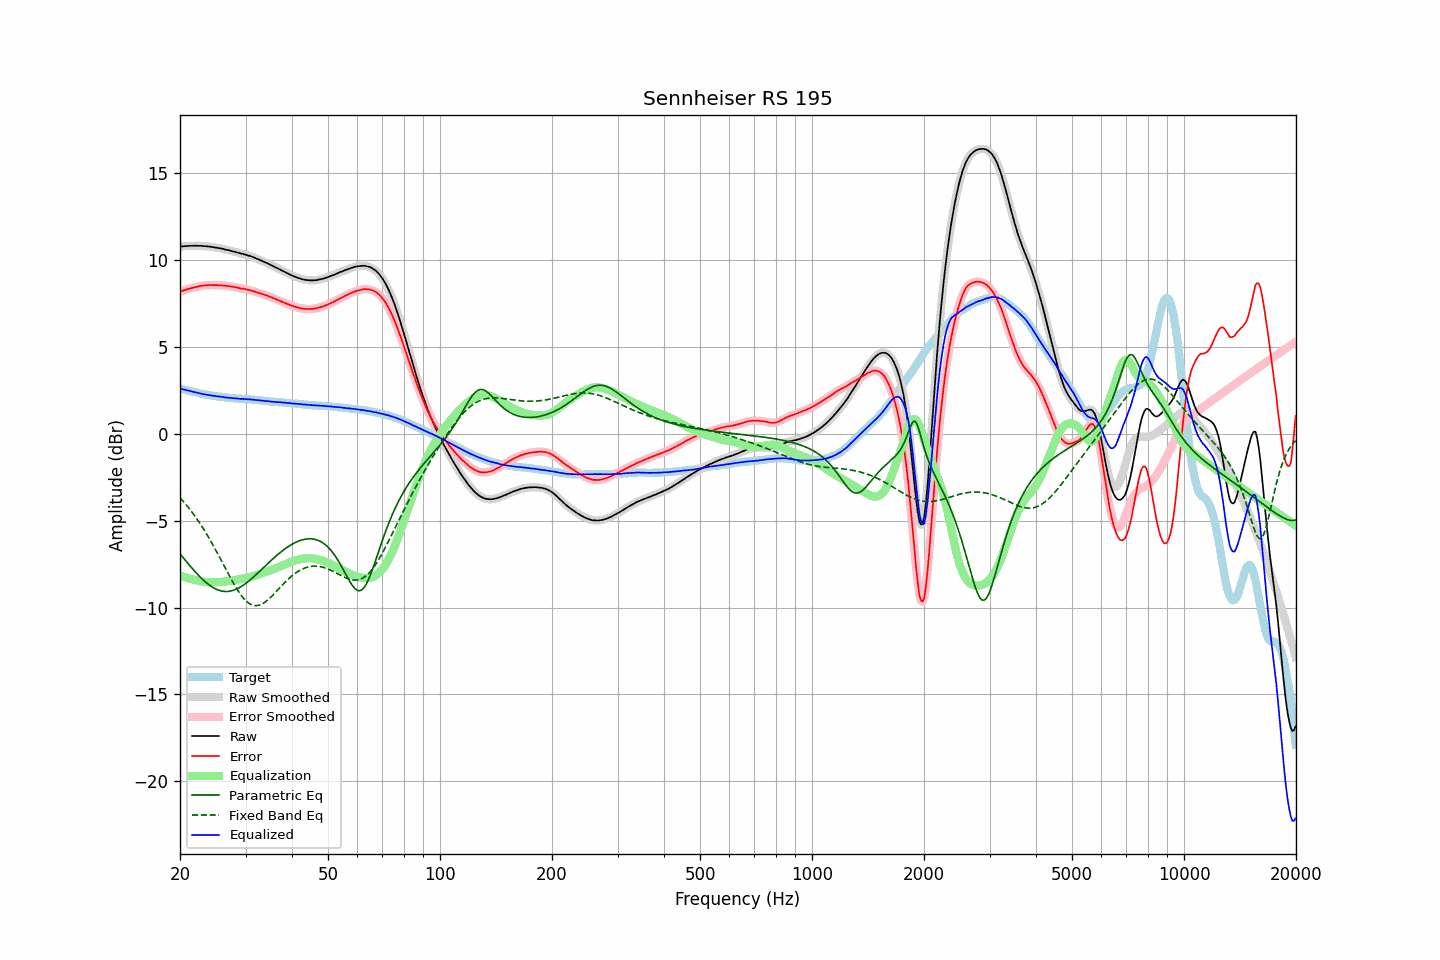 Sennheiser RS 195
Amplitude (dBr)
15
10
5
0
−5
−10
−15
−20
Target
Raw Smoothed
Error Smoothed
Raw
Error
Equalization
Parametric Eq
Fixed Band Eq
Equalized
20 50 100 200 500 1000 2000 5000 10000 20000
Frequency (Hz)